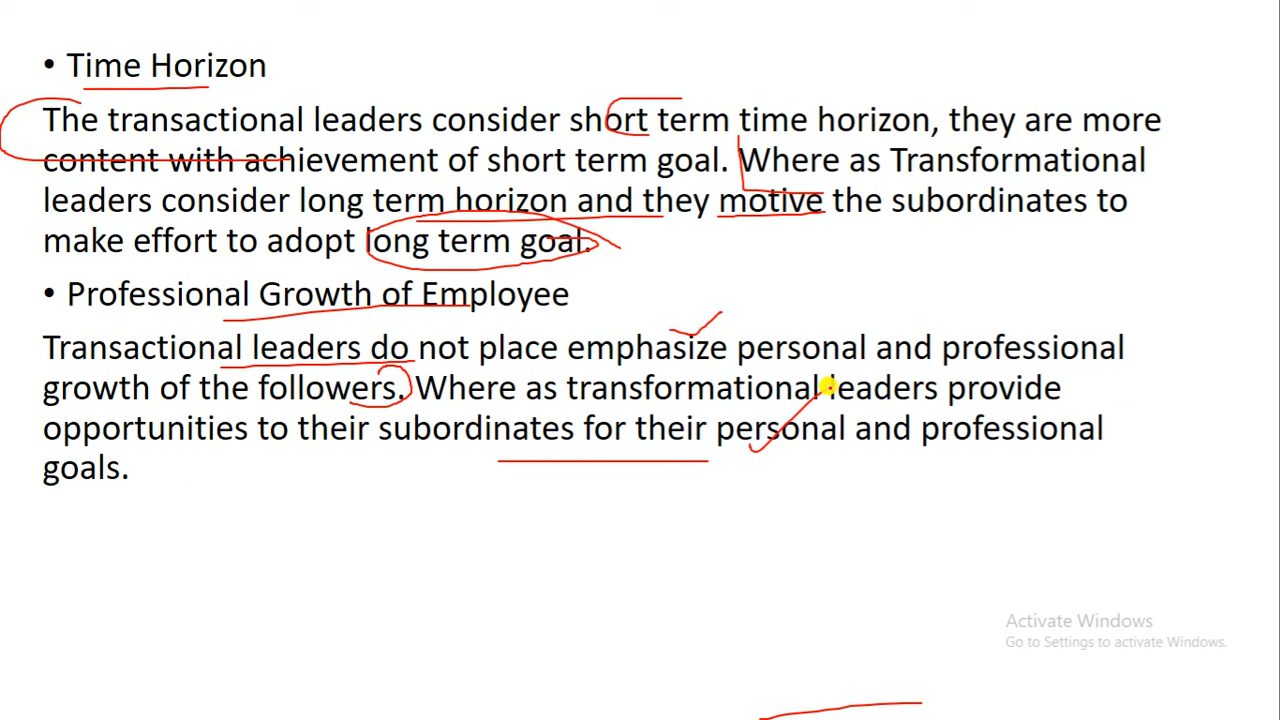 • Time Horizon
The transactional leaders consider short term time horizon, they are more
content with achievement of short term goal. Where as Transformational
leaders consider long term horizon and they motive the subordinates to
make effort to adopt long term goal.
• Professional Growth of Employee
Transactional leaders do not place emphasize personal and professional
growth of the followers. Where as transformational leaders provide
opportunities to their subordinates for their personal and professional
goals.
Activate Windows
Go to Settings to activate Windows.